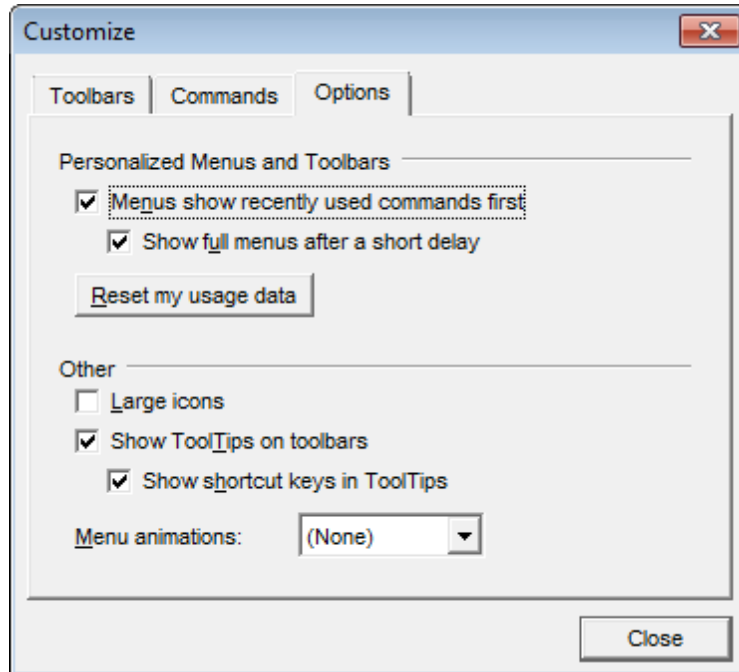 Customize
Toolbars
Commands
Options
Personalized Menus and Toolbars
Menus show recently used commands first
Show full menus after a short delay
Reset my usage data
Other
Large icons
Show ToolTips on toolbars
Show shortcut keys in ToolTips
Menu animations: (None)
Close